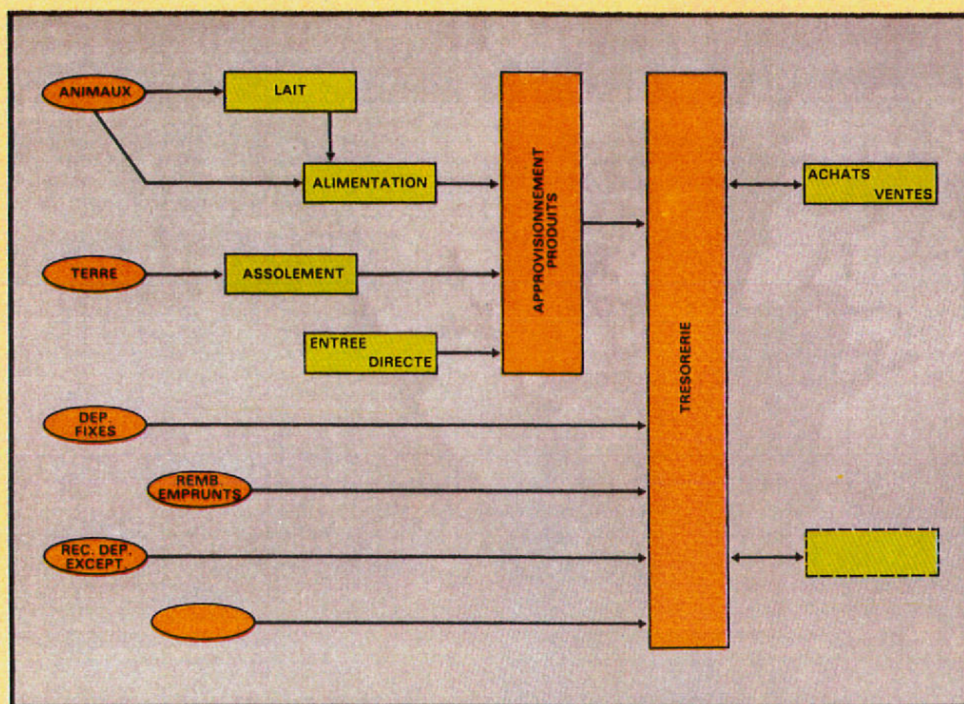 ANIMAUX
LAIT
ALIMENTATION
ACHATS
VENTES
TERRE
ASSOLEMENT
ENTREE
DIRECTE
APPROVISIONNEMENT
PRODUITS
TRESORERIE
DEP.
FIXES
REMB.
EMPRUNTS
REC. DEP.
EXCEPT.